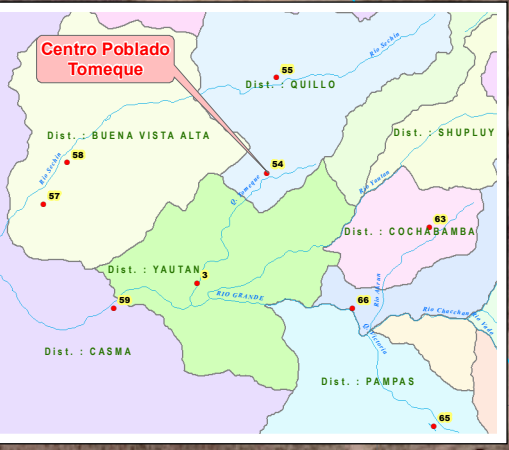 Centro Poblado
Tomeque
55
Rio Sechin
Dist. : QUILLO
Dist. : BUENA VISTA ALTA
Dist. : SHUPLUY
58
Rio Sechin
54
Q. Tomeque
Rio Yautan
57
63
Dist. : COCHABAMBA
Dist. : YAUTAN
3
RIO GRANDE
59
66
Rio Chacchan
Q. Victoria
Dist. : CASMA
Dist. : PAMPAS
65